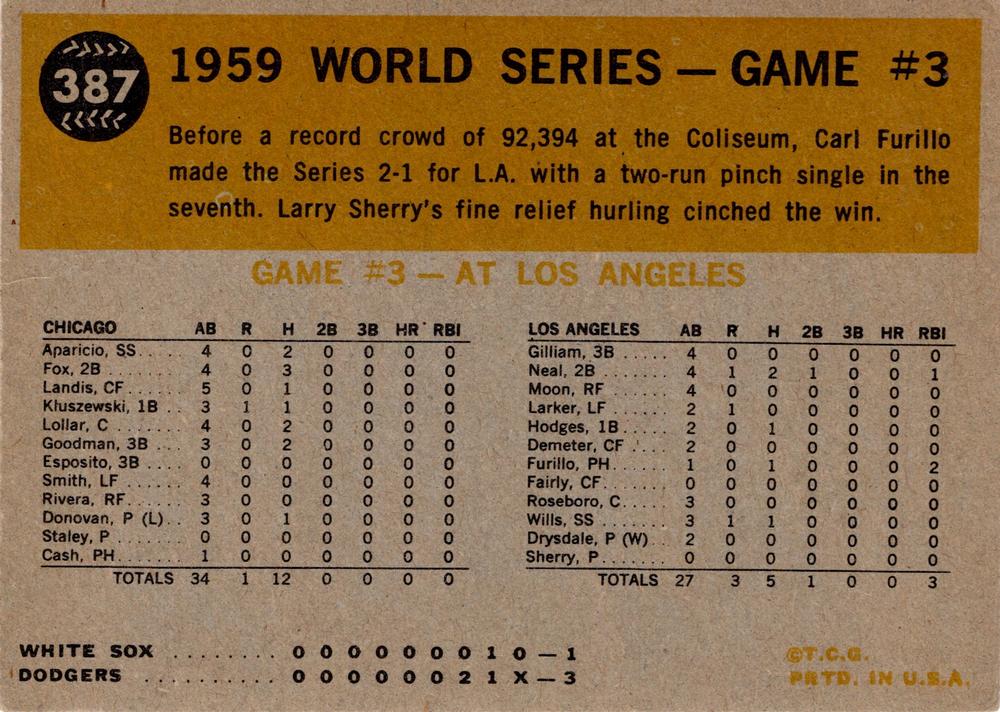 387
1959 WORLD SERIES — GAME #3
Before a record crowd of 92,394 at the Coliseum, Carl Furillo
made the Series 2-1 for L.A. with a two-run pinch single in the
seventh. Larry Sherry's fine relief hurling cinched the win.
GAME #3 — AT LOS ANGELES
CHICAGO AB R H 2B 3B HR RBI
Aparicio, SS..... 4 0 2 0 0 0 0
Fox, 2B ........ 4 0 3 0 0 0 0
Landis, CF...... 5 0 1 0 0 0 0
Kluszewski, 1B .. 3 1 1 0 0 0 0
Lollar, C ....... 4 0 2 0 0 0 0
Goodman, 3B ... 3 0 2 0 0 0 0
Esposito, 3B .... 0 0 0 0 0 0 0
Smith, LF ...... 4 0 0 0 0 0 0
Rivera, RF...... 3 0 0 0 0 0 0
Donovan, P (L).. 3 0 1 0 0 0 0
Staley, P ....... 0 0 0 0 0 0 0
Cash, PH....... 1 0 0 0 0 0 0
TOTALS 34 1 12 0 0 0 0
LOS ANGELES AB R H 2B 3B HR RBI
Gilliam, 3B ..... 4 0 0 0 0 0 0
Neal, 2B ....... 4 1 2 1 0 0 1
Moon, RF ...... 4 0 0 0 0 0 0
Larker, LF ...... 2 1 0 0 0 0 0
Hodges, 1B ..... 2 0 1 0 0 0 0
Demeter, CF .... 2 0 0 0 0 0 0
Furillo, PH...... 1 0 1 0 0 0 2
Fairly, CF....... 0 0 0 0 0 0 0
Roseboro, C..... 3 0 0 0 0 0 0
Wills, SS ....... 3 1 1 0 0 0 0
Drysdale, P (W).. 2 0 0 0 0 0 0
Sherry, P....... 0 0 0 0 0 0 0
TOTALS 27 3 5 1 0 0 3
WHITE SOX ........ 0 0 0 0 0 0 0 1 0 — 1
DODGERS .......... 0 0 0 0 0 0 2 1 X — 3
©T.C.G.
PRTD. IN U.S.A.